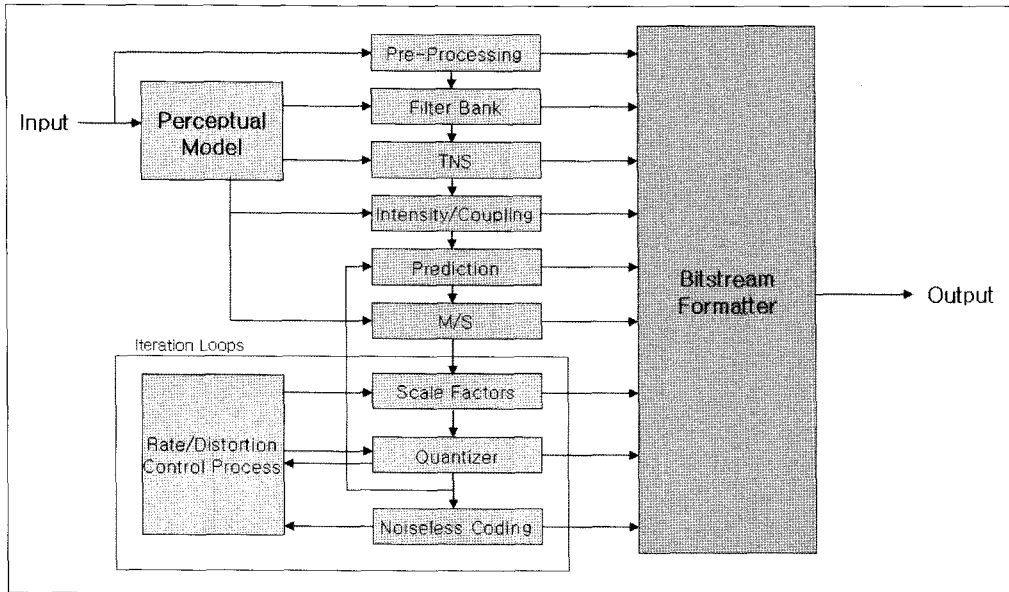 Pre-Processing
Input
Perceptual
Model
Filter Bank
TNS
Intensity/Coupling
Prediction
M/S
Bitstream
Formatter
Output
Iteration Loops
Rate/Distortion
Control Process
Scale Factors
Quantizer
Noiseless Coding